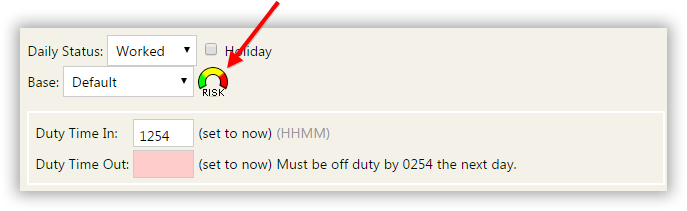 Daily Status: Worked Holiday
Base: Default RISK
Duty Time In: 1254 (set to now) (HHMM)
Duty Time Out: (set to now) Must be off duty by 0254 the next day.